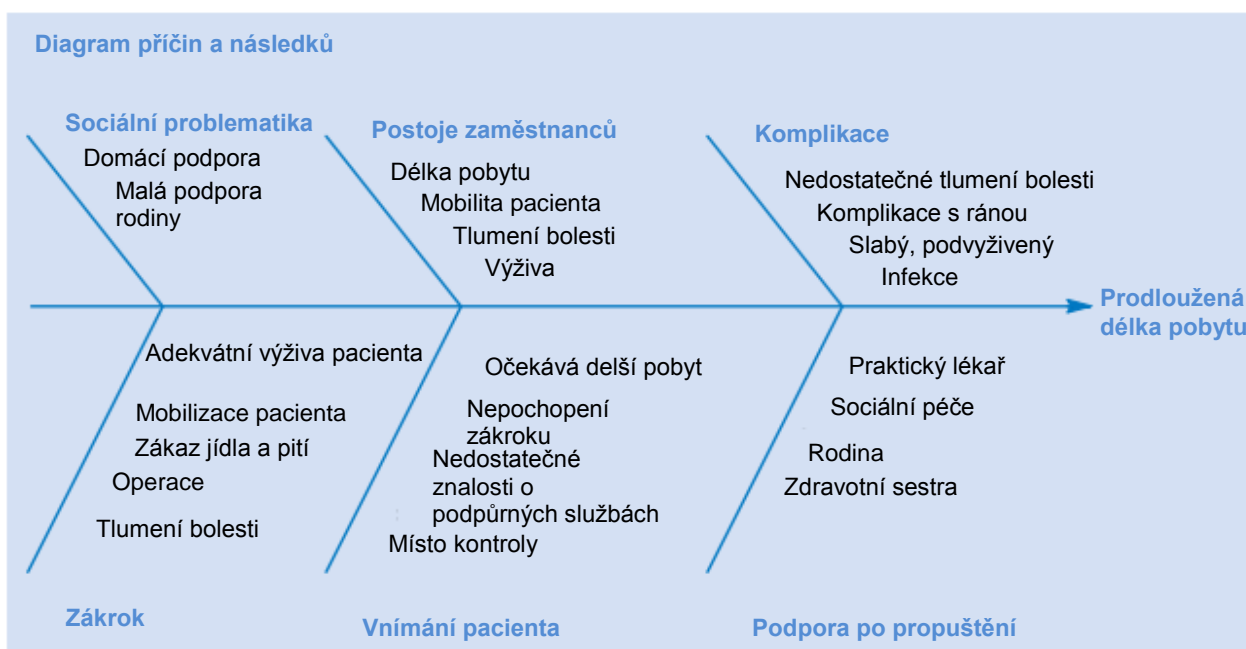 Diagram příčin a následků
Sociální problematika
Domácí podpora
Malá podpora
rodiny
Postoje zaměstnanců
Délka pobytu
Mobilita pacienta
Tlumení bolesti
Výživa
Komplikace
Nedostatečné tlumení bolesti
Komplikace s ránou
Slabý, podvyživený
Infekce
Prodloužená
délka pobytu
Adekvátní výživa pacienta
Mobilizace pacienta
Zákaz jídla a pití
Operace
Tlumení bolesti
Zákrok
Očekává delší pobyt
Nepochopení
zákroku
Nedostatečné
znalosti o
podpůrných službách
Místo kontroly
Vnímání pacienta
Praktický lékař
Sociální péče
Rodina
Zdravotní sestra
Podpora po propuštění